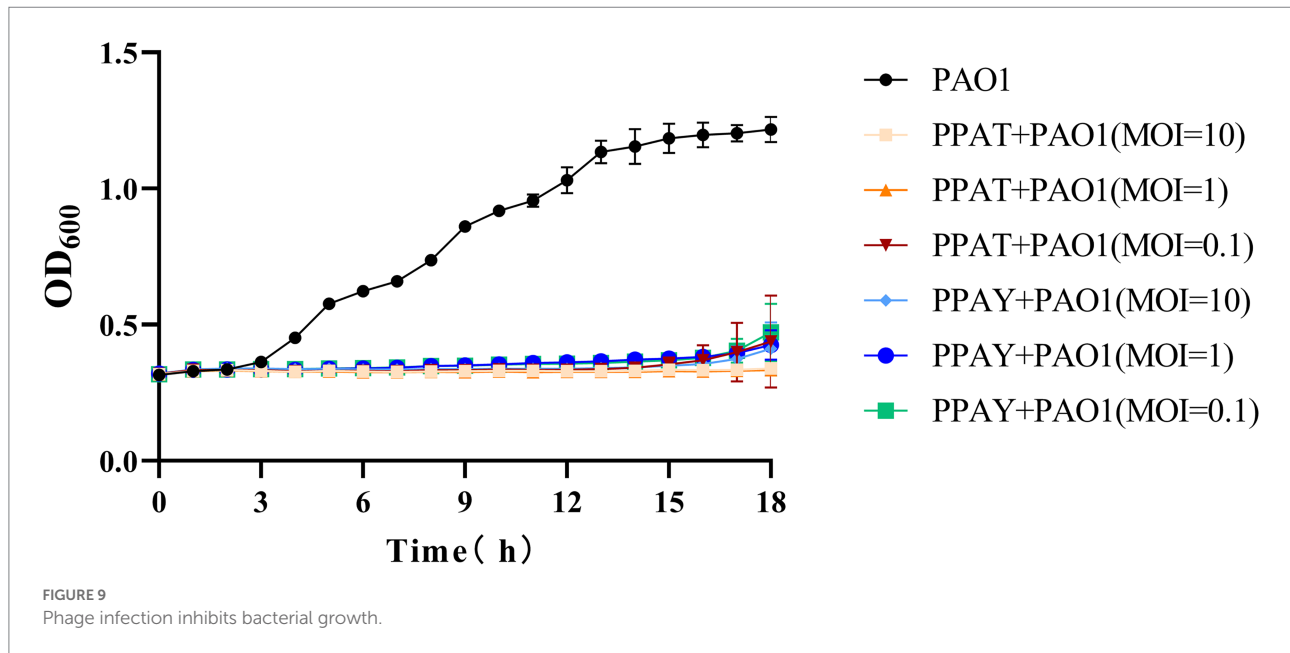 1.5
1.0
0.5
0.0
OD600
0 3 6 9 12 15 18
Time( h)
PAO1
PPAT+PAO1(MOI=10)
PPAT+PAO1(MOI=1)
PPAT+PAO1(MOI=0.1)
PPAY+PAO1(MOI=10)
PPAY+PAO1(MOI=1)
PPAY+PAO1(MOI=0.1)
FIGURE 9
Phage infection inhibits bacterial growth.